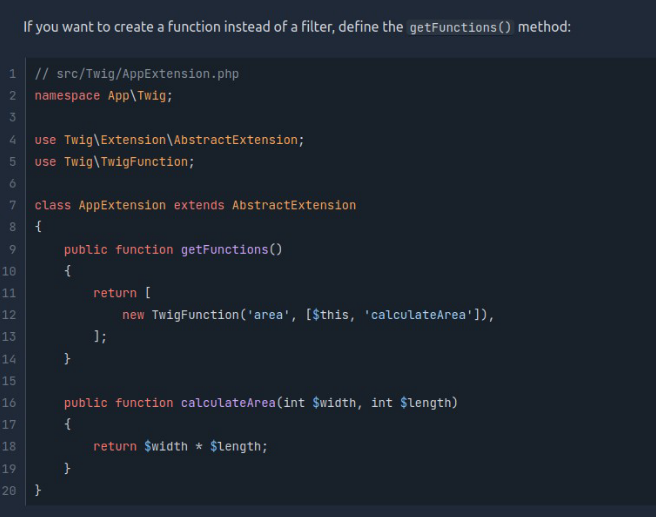 If you want to create a function instead of a filter, define the getFunctions() method:
1 // src/Twig/AppExtension.php
2 namespace App\Twig;
3
4 use Twig\Extension\AbstractExtension;
5 use Twig\TwigFunction;
6
7 class AppExtension extends AbstractExtension
8 {
9     public function getFunctions()
10     {
11         return [
12             new TwigFunction('area', [$this, 'calculateArea']),
13         ];
14     }
15
16     public function calculateArea(int $width, int $length)
17     {
18         return $width * $length;
19     }
20 }